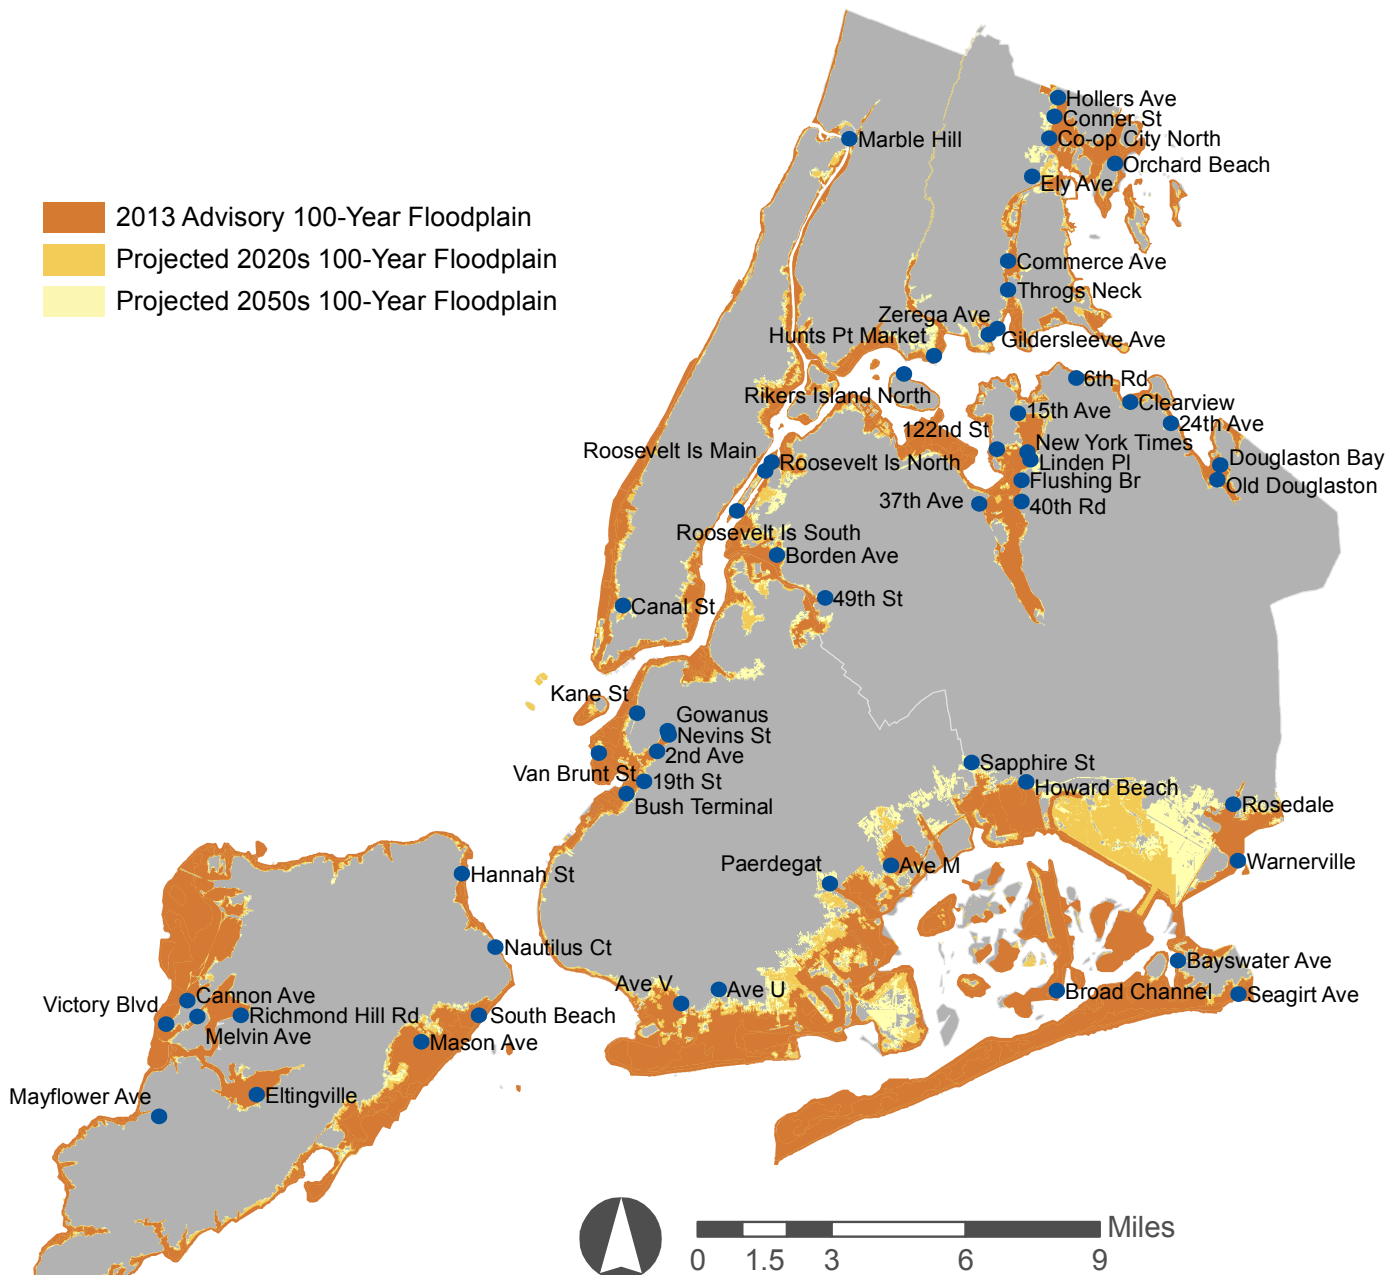 Hollers Ave
Conner St
Co-op City North
Marble Hill
Orchard Beach
Ely Ave
2013 Advisory 100-Year Floodplain
Projected 2020s 100-Year Floodplain
Projected 2050s 100-Year Floodplain
Commerce Ave
Throgs Neck
Zerega Ave
Hunts Pt Market
Gildersleeve Ave
6th Rd
Rikers Island North
Clearview
15th Ave
24th Ave
122nd St
New York Times
Roosevelt Is Main
Roosevelt Is North
Linden Pl
Douglaston Bay
Flushing Br
Old Douglaston
37th Ave
40th Rd
Roosevelt Is South
Borden Ave
49th St
Canal St
Kane St
Gowanus
Nevins St
2nd Ave
Sapphire St
Van Brunt St
19th St
Howard Beach
Bush Terminal
Rosedale
Paerdegat
Ave M
Warnerville
Hannah St
Nautilus Ct
Bayswater Ave
Ave V
Ave U
Broad Channel
Seagirt Ave
Victory Blvd
Cannon Ave
Richmond Hill Rd
South Beach
Melvin Ave
Mason Ave
Mayflower Ave
Eltingville
Miles
0 1.5 3 6 9